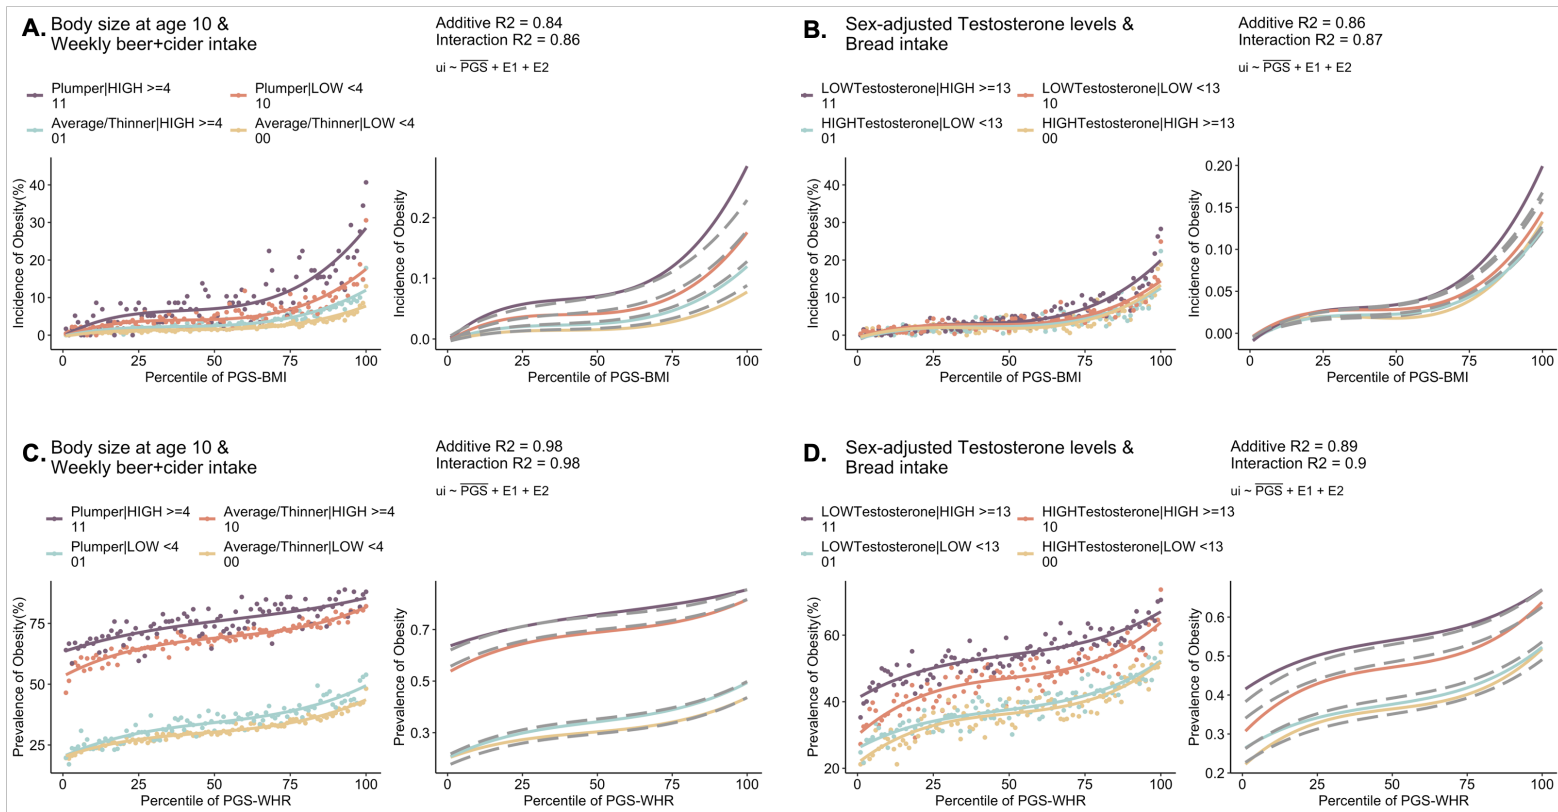 A. Body size at age 10 &
Weekly beer+cider intake
Additive R2 = 0.84
Interaction R2 = 0.86
ui ~ PGS + E1 + E2
Plumper|HIGH >=4
11
Plumper|LOW <4
10
Average/Thinner|HIGH >=4
01
Average/Thinner|LOW <4
00
Incidence of Obesity(%)
40
30
20
10
0
0 25 50 75 100
Percentile of PGS-BMI
Incidence of Obesity
0.2
0.1
0.0
0 25 50 75 100
Percentile of PGS-BMI
B. Sex-adjusted Testosterone levels &
Bread intake
Additive R2 = 0.86
Interaction R2 = 0.87
ui ~ PGS + E1 + E2
LOWTestosterone|HIGH >=13
11
LOWTestosterone|LOW <13
10
HIGHTestosterone|LOW <13
01
HIGHTestosterone|HIGH >=13
00
Incidence of Obesity(%)
40
30
20
10
0
0 25 50 75 100
Percentile of PGS-BMI
Incidence of Obesity
0.20
0.15
0.10
0.05
0.00
0 25 50 75 100
Percentile of PGS-BMI
C. Body size at age 10 &
Weekly beer+cider intake
Additive R2 = 0.98
Interaction R2 = 0.98
ui ~ PGS + E1 + E2
Plumper|HIGH >=4
11
Average/Thinner|HIGH >=4
10
Plumper|LOW <4
01
Average/Thinner|LOW <4
00
Prevalence of Obesity(%)
75
50
25
0 25 50 75 100
Percentile of PGS-WHR
Prevalence of Obesity
0.7
0.5
0.3
0 25 50 75 100
Percentile of PGS-WHR
D. Sex-adjusted Testosterone levels &
Bread intake
Additive R2 = 0.89
Interaction R2 = 0.9
ui ~ PGS + E1 + E2
LOWTestosterone|HIGH >=13
11
HIGHTestosterone|HIGH >=13
10
LOWTestosterone|LOW <13
01
HIGHTestosterone|LOW <13
00
Prevalence of Obesity(%)
60
40
20
0 25 50 75 100
Percentile of PGS-WHR
Prevalence of Obesity
0.6
0.5
0.4
0.3
0.2
0 25 50 75 100
Percentile of PGS-WHR